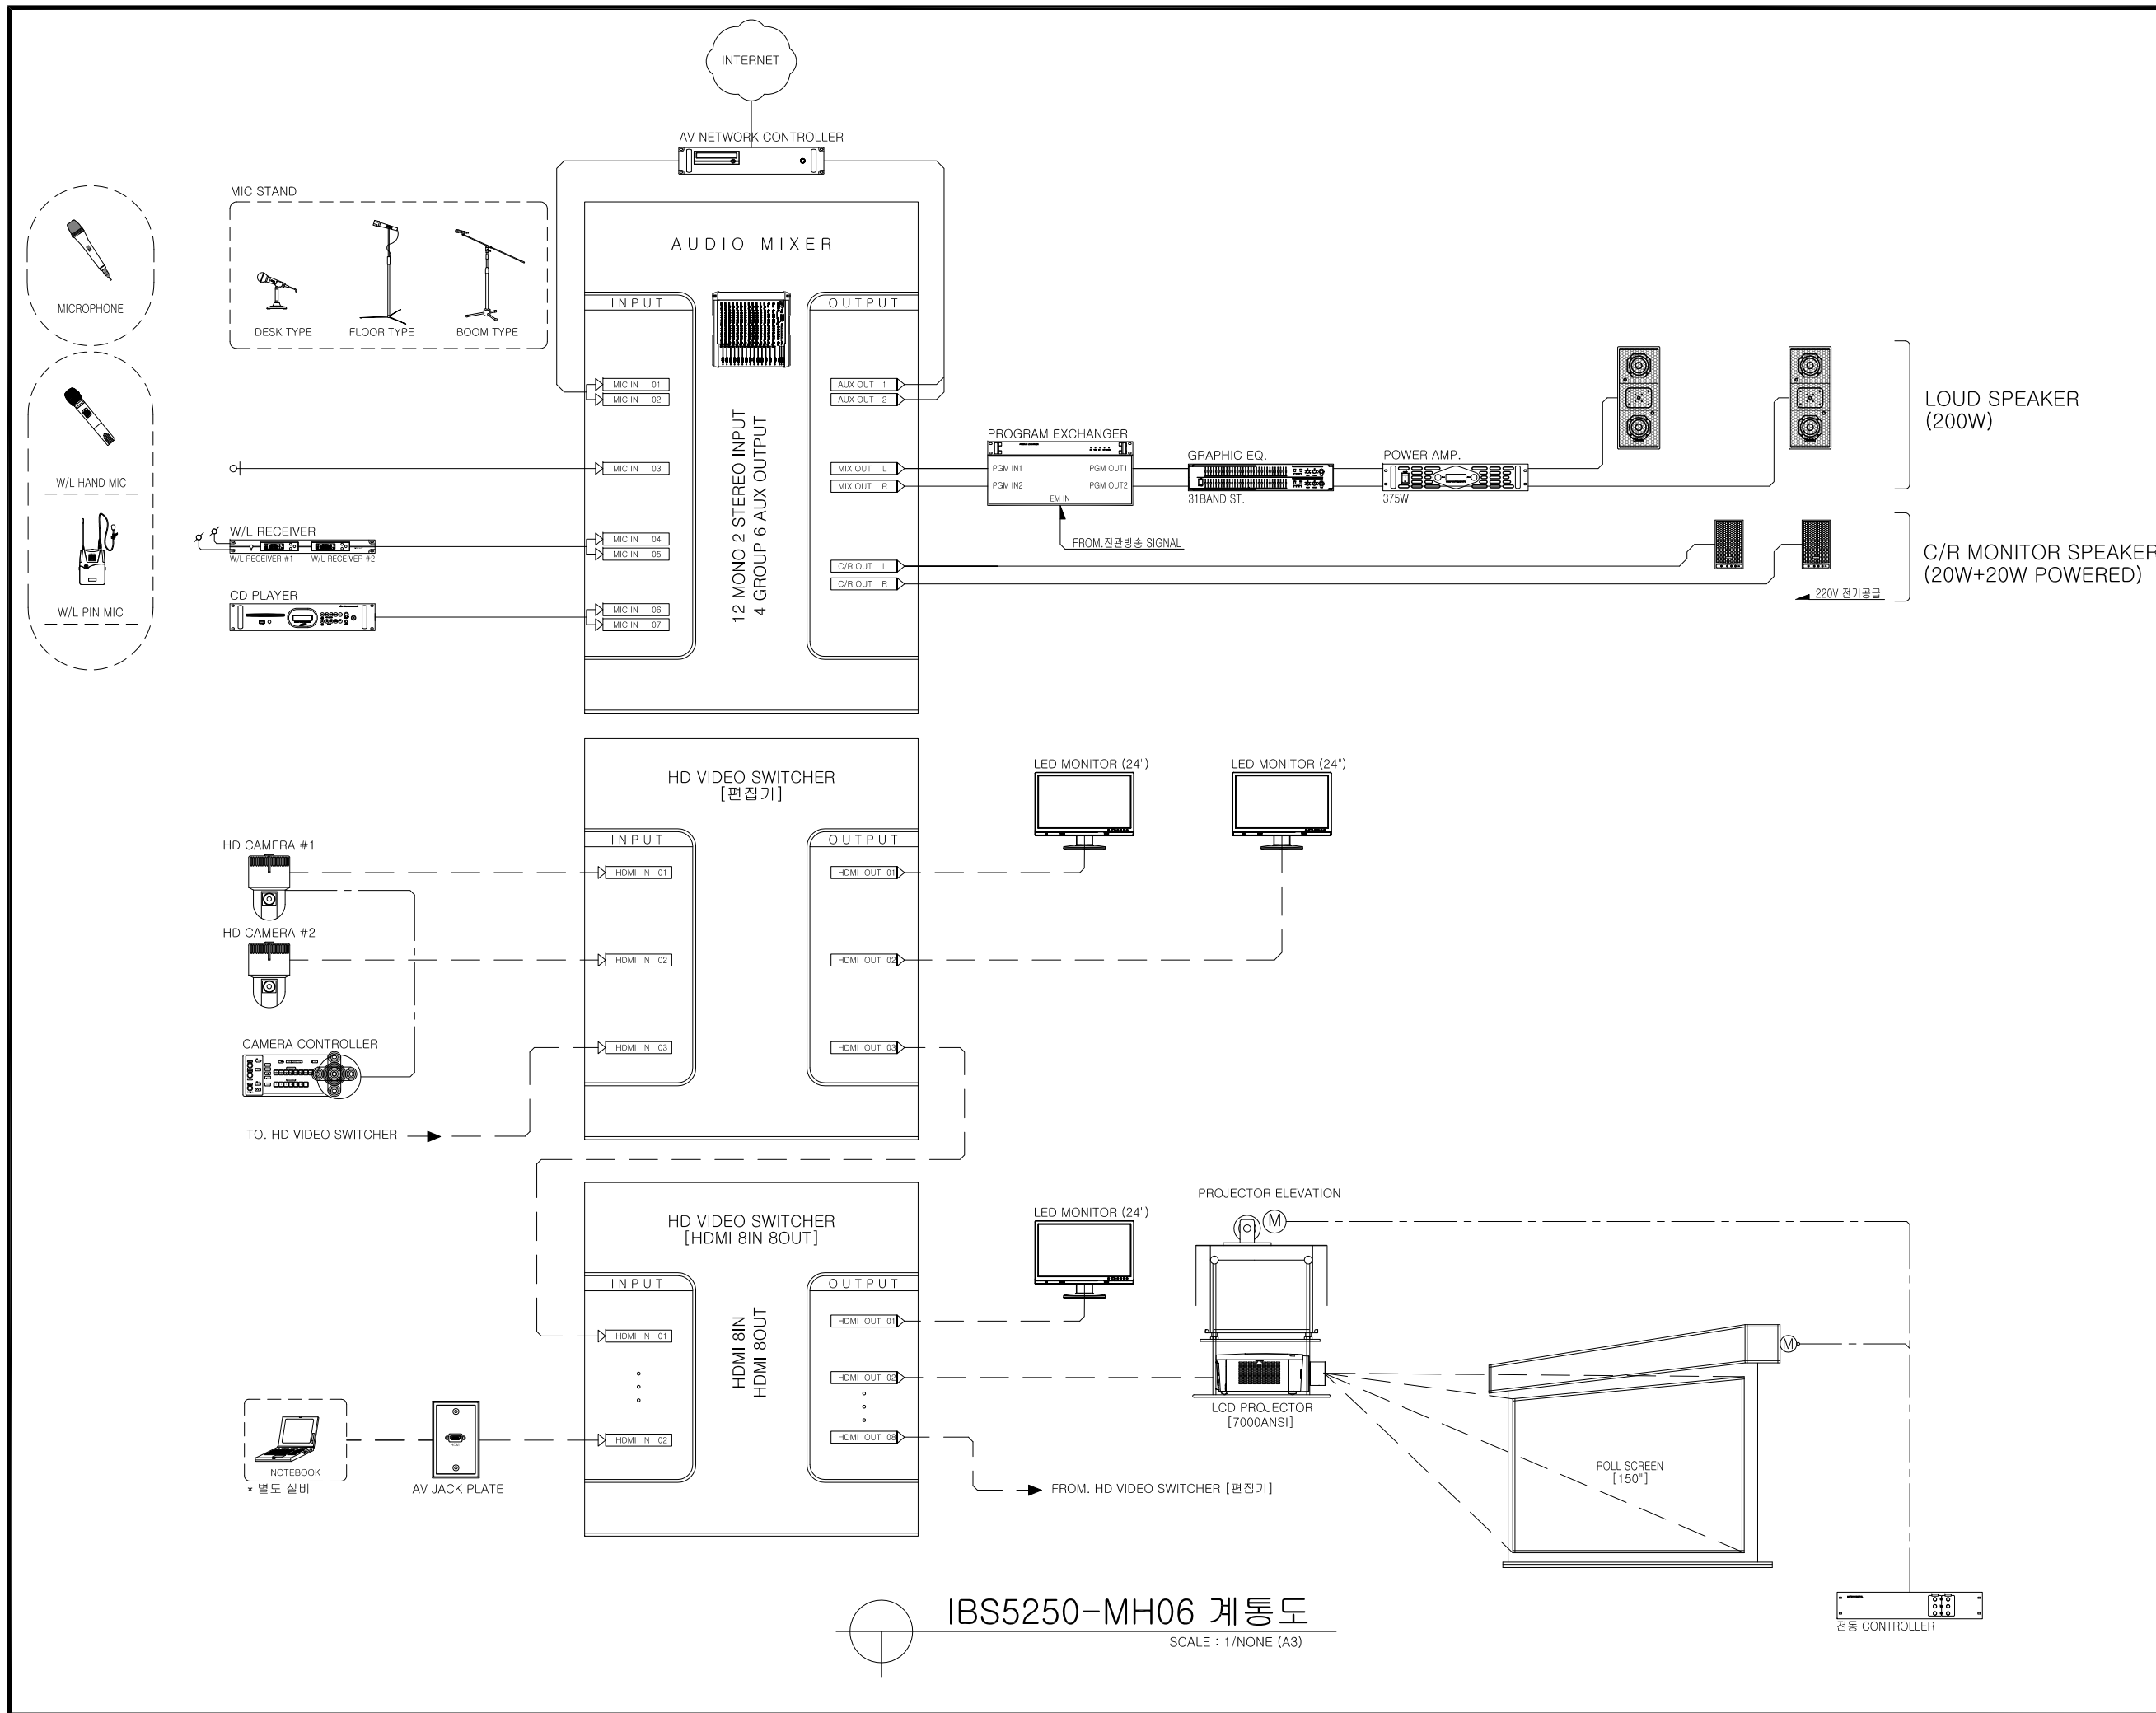 INTERNET
AV NETWORK CONTROLLER
MIC STAND
MICROPHONE
DESK TYPE
FLOOR TYPE
BOOM TYPE
W/L HAND MIC
W/L PIN MIC
W/L RECEIVER
W/L RECEIVER #1
W/L RECEIVER #2
CD PLAYER
AUDIO MIXER
INPUT
OUTPUT
MIC IN 01
MIC IN 02
MIC IN 03
MIC IN 04
MIC IN 05
MIC IN 06
MIC IN 07
12 MONO 2 STEREO INPUT
4 GROUP 6 AUX OUTPUT
AUX OUT 1
AUX OUT 2
MIX OUT L
MIX OUT R
C/R OUT L
C/R OUT R
PROGRAM EXCHANGER
PGM IN1
PGM OUT1
PGM IN2
PGM OUT2
EM IN
FROM.전관방송 SIGNAL
GRAPHIC EQ.
31BAND ST.
POWER AMP.
375W
LOUD SPEAKER
(200W)
C/R MONITOR SPEAKER
(20W+20W POWERED)
220V 전기공급
HD VIDEO SWITCHER
[편집기]
INPUT
OUTPUT
HD CAMERA #1
HD CAMERA #2
CAMERA CONTROLLER
TO. HD VIDEO SWITCHER
HDMI IN 01
HDMI IN 02
HDMI IN 03
HDMI OUT 01
HDMI OUT 02
HDMI OUT 03
LED MONITOR (24")
LED MONITOR (24")
HD VIDEO SWITCHER
[HDMI 8IN 8OUT]
INPUT
OUTPUT
HDMI IN 01
HDMI IN 02
HDMI 8IN
HDMI 8OUT
HDMI OUT 01
HDMI OUT 02
HDMI OUT 08
NOTEBOOK
* 별도 설비
AV JACK PLATE
LED MONITOR (24")
PROJECTOR ELEVATION
M
LCD PROJECTOR
[7000ANSI]
FROM. HD VIDEO SWITCHER [편집기]
M
ROLL SCREEN
[150"]
전동 CONTROLLER
IBS5250-MH06 계통도
SCALE : 1/NONE (A3)